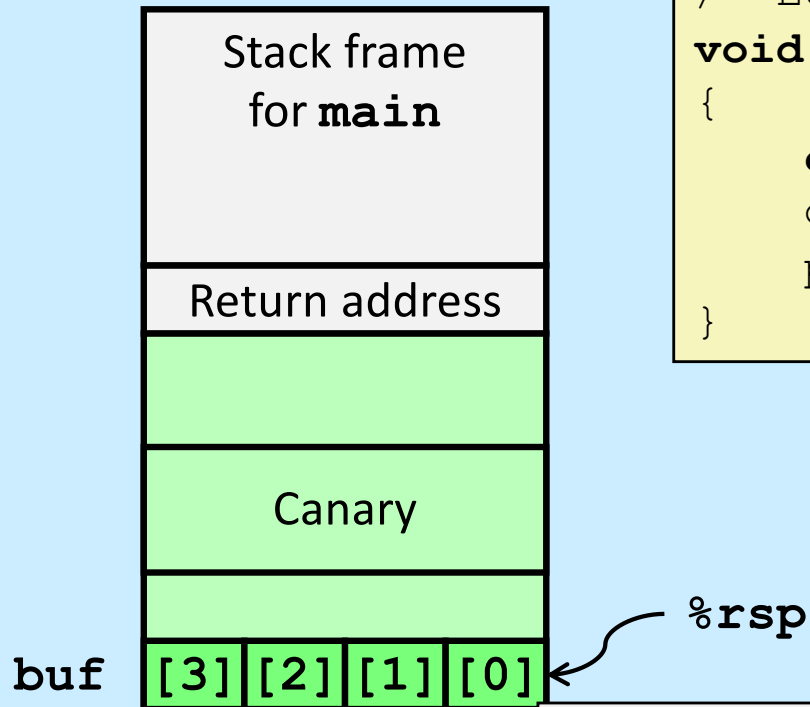 Stack frame
for main
Return address
Canary
buf [3] [2] [1] [0]
%rsp
void
{
}